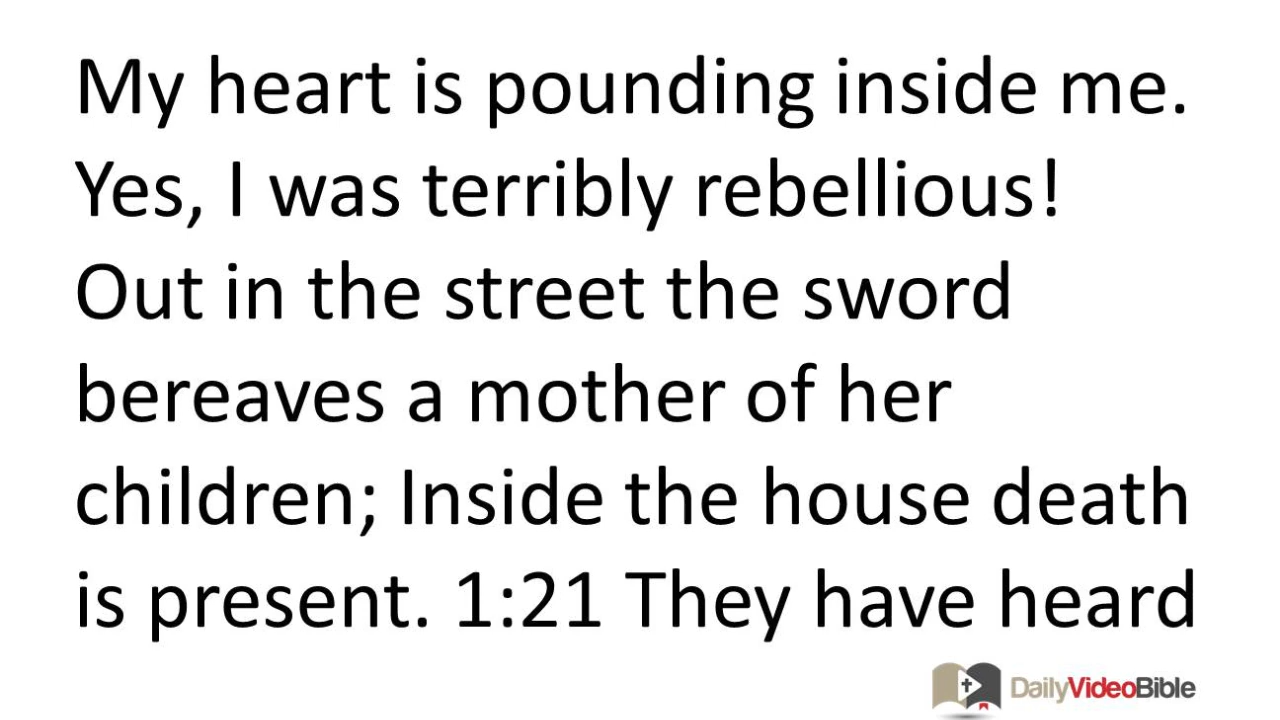 My heart is pounding inside me.
Yes, I was terribly rebellious!
Out in the street the sword
bereaves a mother of her
children; Inside the house death
is present. 1:21 They have heard
DailyVideoBible